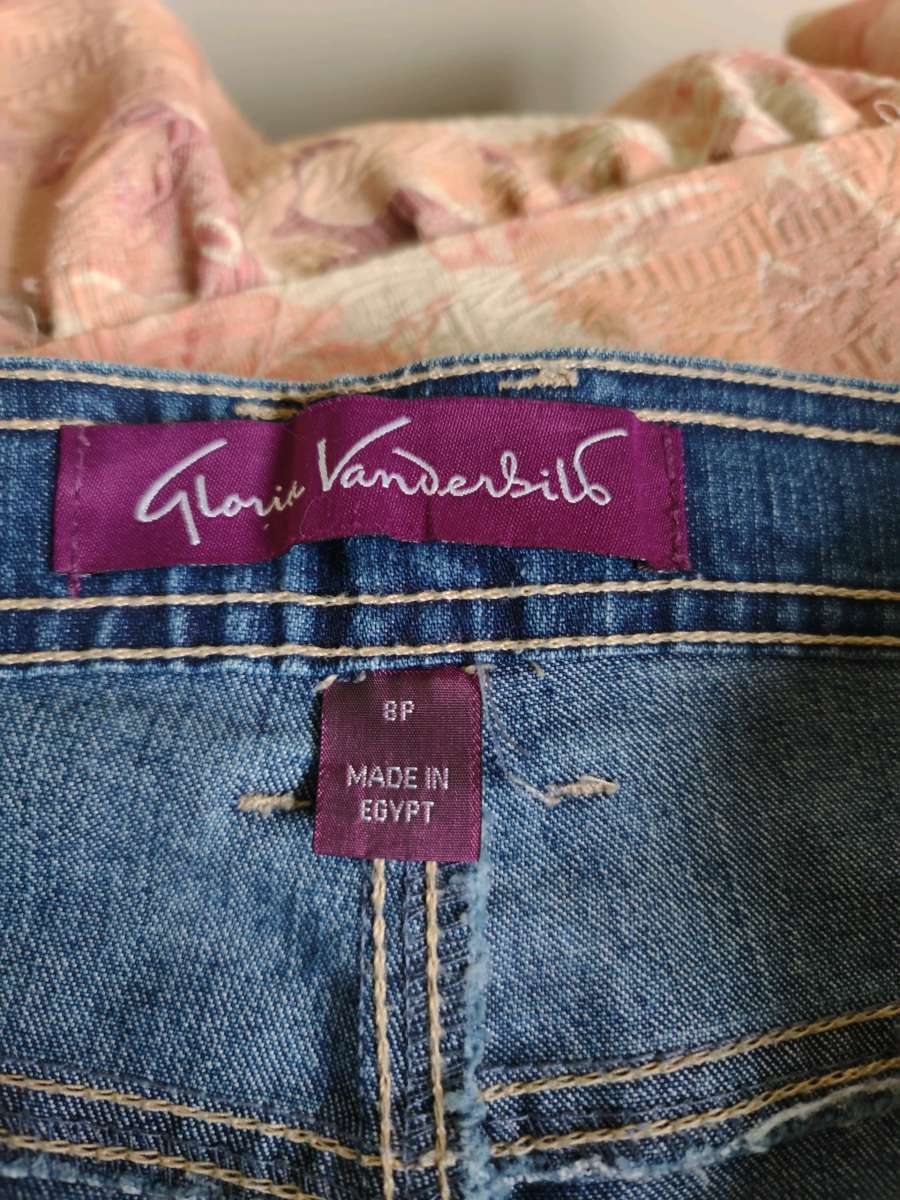 Gloria Vanderbilt
8P
MADE IN
EGYPT